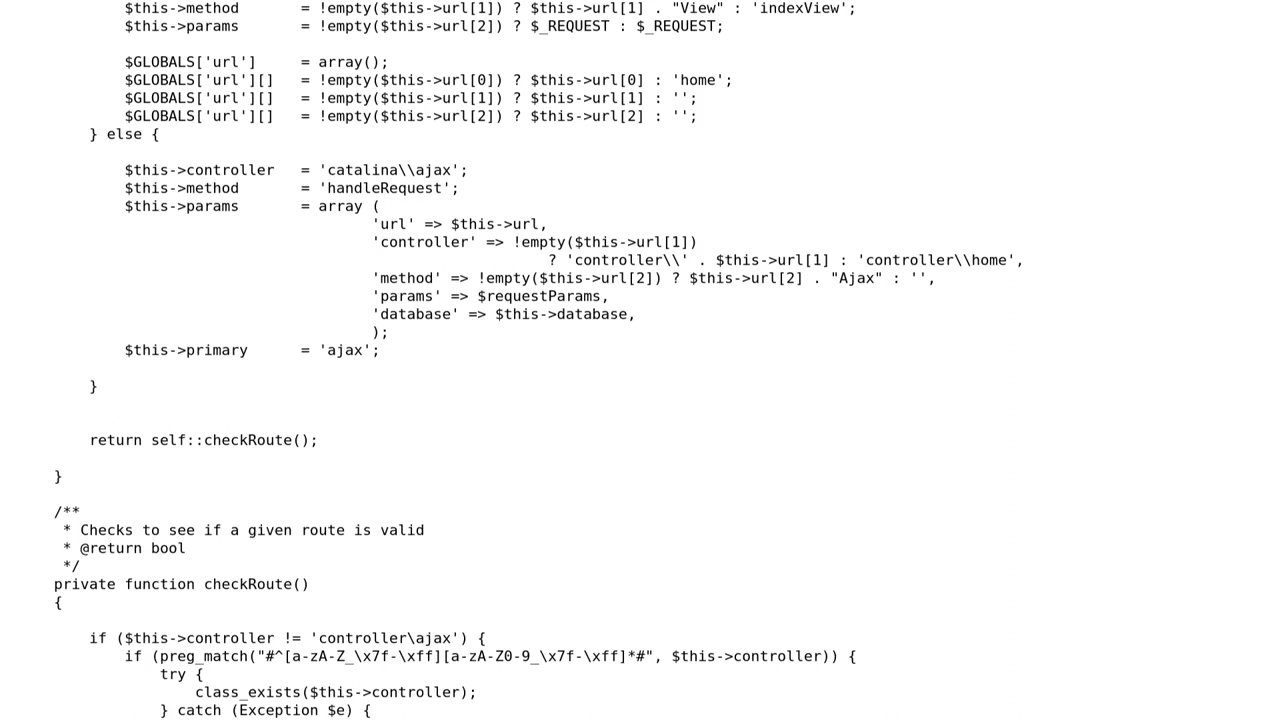 $this->method       = !empty($this->url[1]) ? $this->url[1] . "View" : 'indexView';
$this->params       = !empty($this->url[2]) ? $_REQUEST : $_REQUEST;
$GLOBALS['url']     = array();
$GLOBALS['url'][]   = !empty($this->url[0]) ? $this->url[0] : 'home';
$GLOBALS['url'][]   = !empty($this->url[1]) ? $this->url[1] : '';
$GLOBALS['url'][]   = !empty($this->url[2]) ? $this->url[2] : '';
} else {
$this->controller   = 'catalina\\ajax';
$this->method       = 'handleRequest';
$this->params       = array (
'url' => $this->url,
'controller' => !empty($this->url[1])
? 'controller\\' . $this->url[1] : 'controller\\home',
'method' => !empty($this->url[2]) ? $this->url[2] . "Ajax" : '',
'params' => $requestParams,
'database' => $this->database,
);
$this->primary      = 'ajax';
}
return self::checkRoute();
}
/**
* Checks to see if a given route is valid
* @return bool
*/
private function checkRoute()
{
if ($this->controller != 'controller\ajax') {
if (preg_match("#^[a-zA-Z_\x7f-\xff][a-zA-Z0-9_\x7f-\xff]*#", $this->controller)) {
try {
class_exists($this->controller);
} catch (Exception $e) {